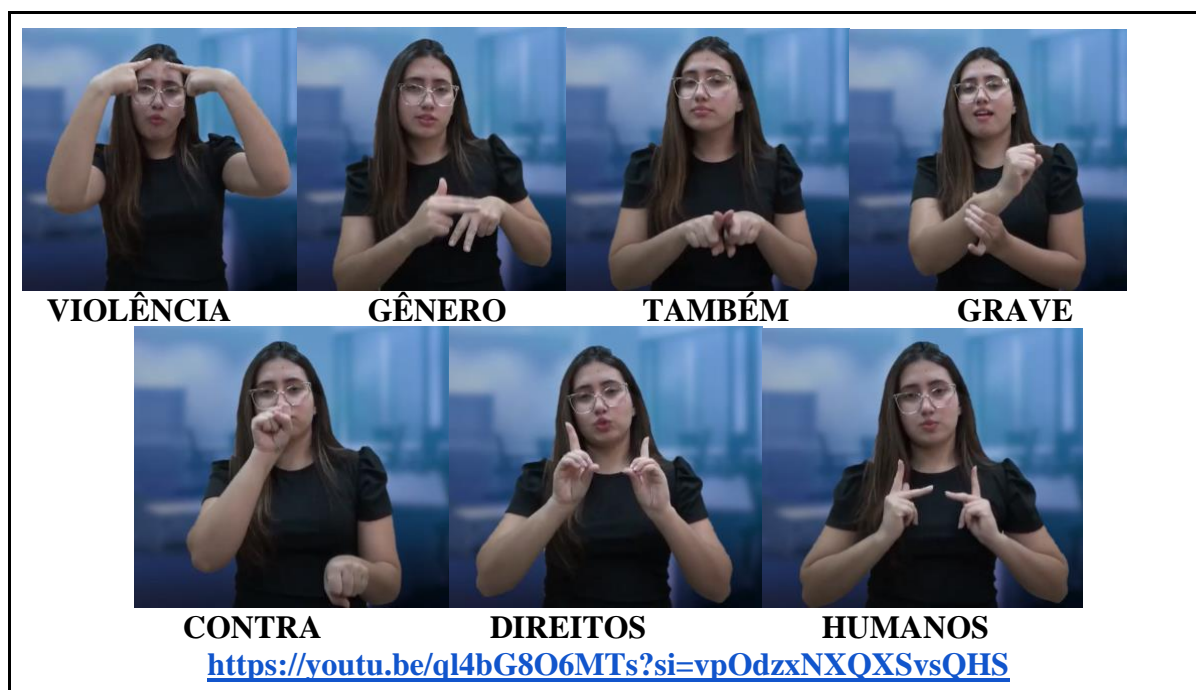 VIOLÊNCIA GÊNERO TAMBÉM GRAVE
CONTRA DIREITOS HUMANOS
https://youtu.be/ql4bG8O6MTs?si=vpOdzxNXQXSvsQHS